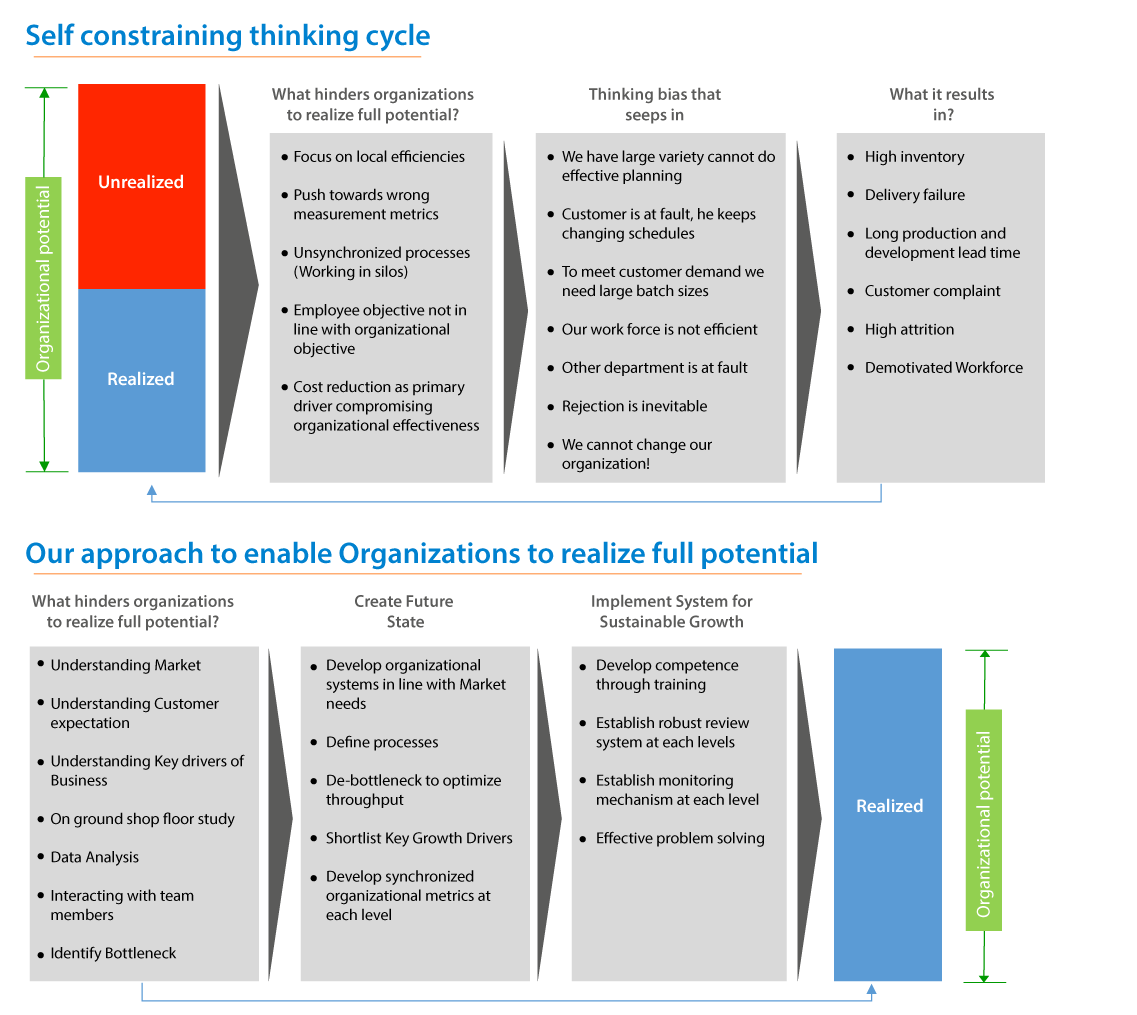 Self constraining thinking cycle
Organizational potential
Unrealized
Realized
What hinders organizations
to realize full potential?
• Focus on local efficiencies
• Push towards wrong
measurement metrics
• Unsynchronized processes
(Working in silos)
• Employee objective not in
line with organizational
objective
• Cost reduction as primary
driver compromising
organizational effectiveness
Thinking bias that
seeps in
• We have large variety cannot do
effective planning
• Customer is at fault, he keeps
changing schedules
• To meet customer demand we
need large batch sizes
• Our work force is not efficient
• Other department is at fault
• Rejection is inevitable
• We cannot change our
organization!
What it results
in?
• High inventory
• Delivery failure
• Long production and
development lead time
• Customer complaint
• High attrition
• Demotivated Workforce
Our approach to enable Organizations to realize full potential
What hinders organizations
to realize full potential?
• Understanding Market
• Understanding Customer
expectation
• Understanding Key drivers of
Business
• On ground shop floor study
• Data Analysis
• Interacting with team
members
• Identify Bottleneck
Create Future
State
• Develop organizational
systems in line with Market
needs
• Define processes
• De-bottleneck to optimize
throughput
• Shortlist Key Growth Drivers
• Develop synchronized
organizational metrics at
each level
Implement System for
Sustainable Growth
• Develop competence
through training
• Establish robust review
system at each levels
• Establish monitoring
mechanism at each level
• Effective problem solving
Realized
Organizational potential